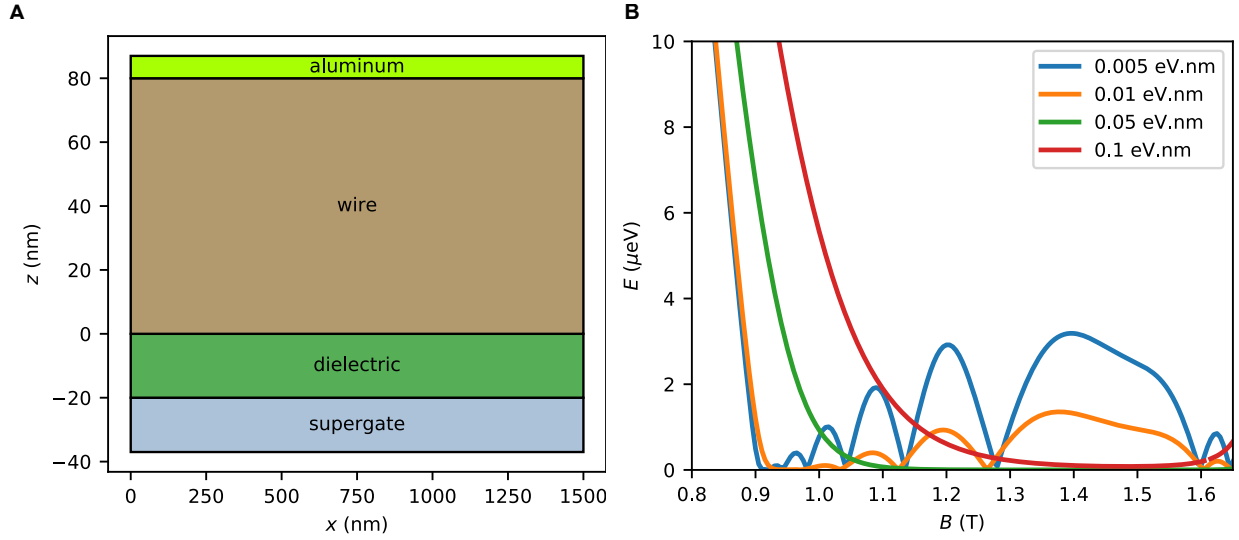 A
aluminum
wire
dielectric
supergate
80
60
40
20
0
−20
−40
z (nm)
0
250
500
750
1000
1250
1500
x (nm)
B
0.005 eV.nm
0.01 eV.nm
0.05 eV.nm
0.1 eV.nm
10
8
6
4
2
0
E (μeV)
0.8
0.9
1.0
1.1
1.2
1.3
1.4
1.5
1.6
B (T)